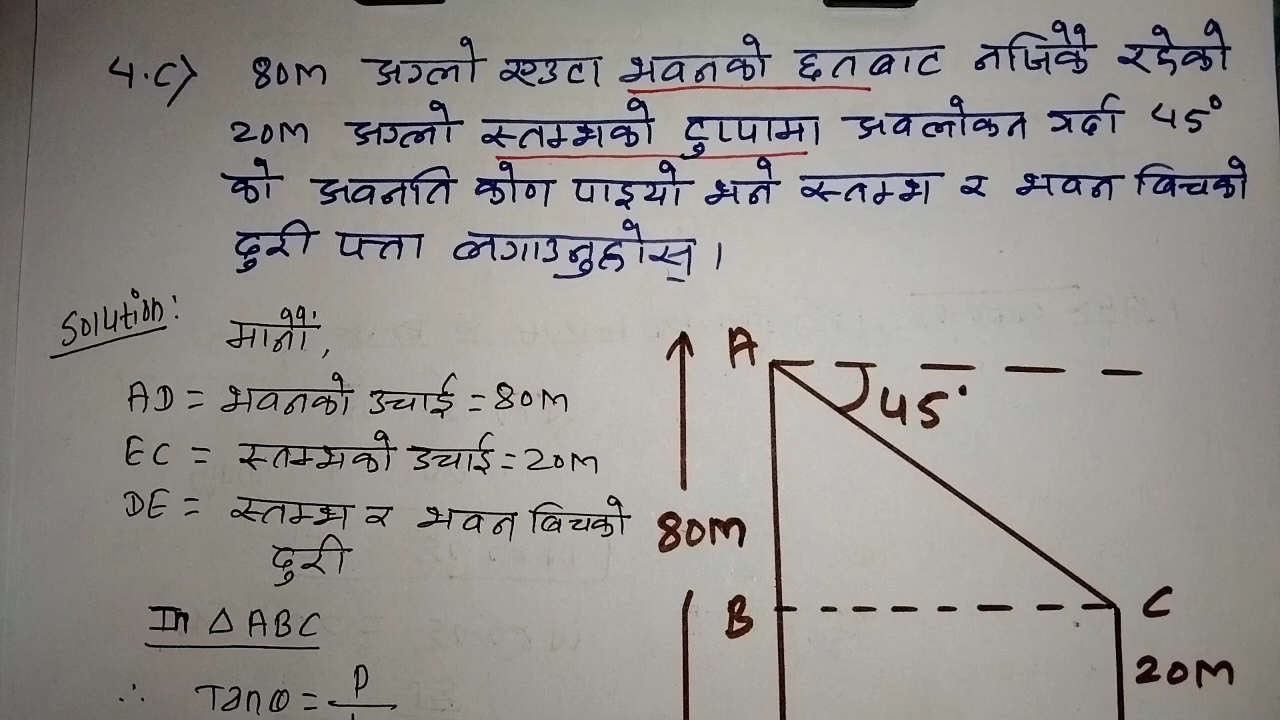 4.c) 80m अग्लो एउटा भवनको छतबाट नजिकै रहेको
20m अग्लो स्तम्भको टुप्पामा अवलोकन गर्दा 45°
को अवनति कोण पाइयो भने स्तम्भ र भवन बिचको
दुरी पत्ता लगाउनुहोस् ।
Solution:
मानौं,
AD = भवनको उचाई = 80m
EC = स्तम्भको उचाई = 20m
DE = स्तम्भ र भवन बिचको
दुरी
In △ ABC
∴ Tanθ = P
A
45°
80m
B
C
20m